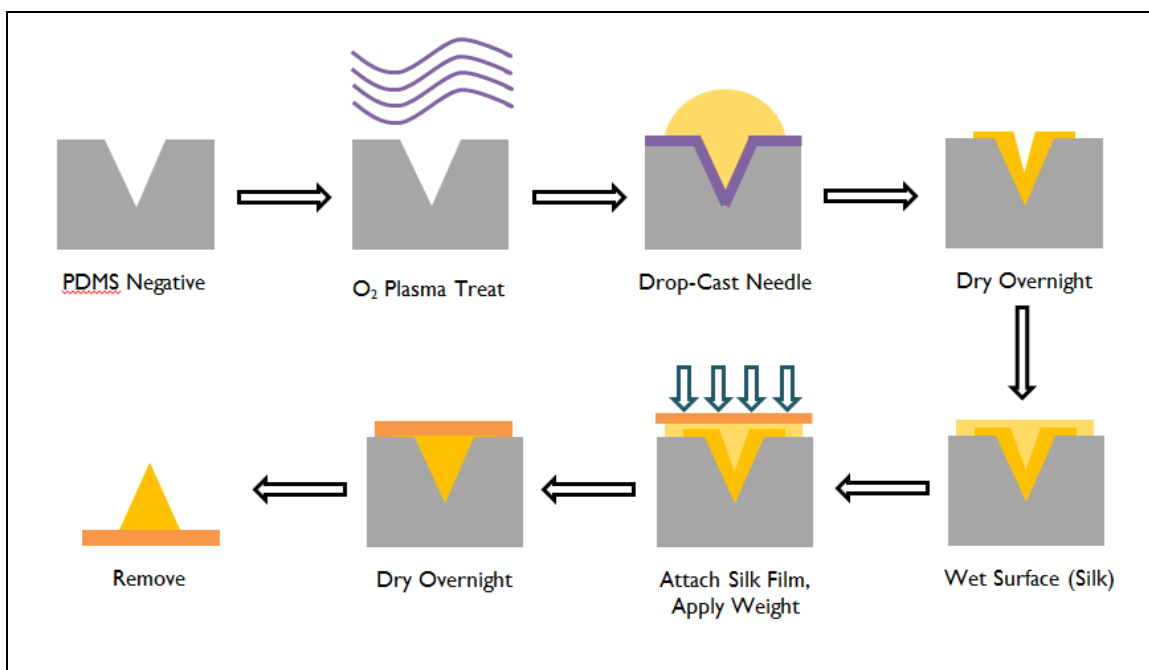 PDMS Negative
O₂ Plasma Treat
Drop-Cast Needle
Dry Overnight
Wet Surface (Silk)
Attach Silk Film,
Apply Weight
Dry Overnight
Remove